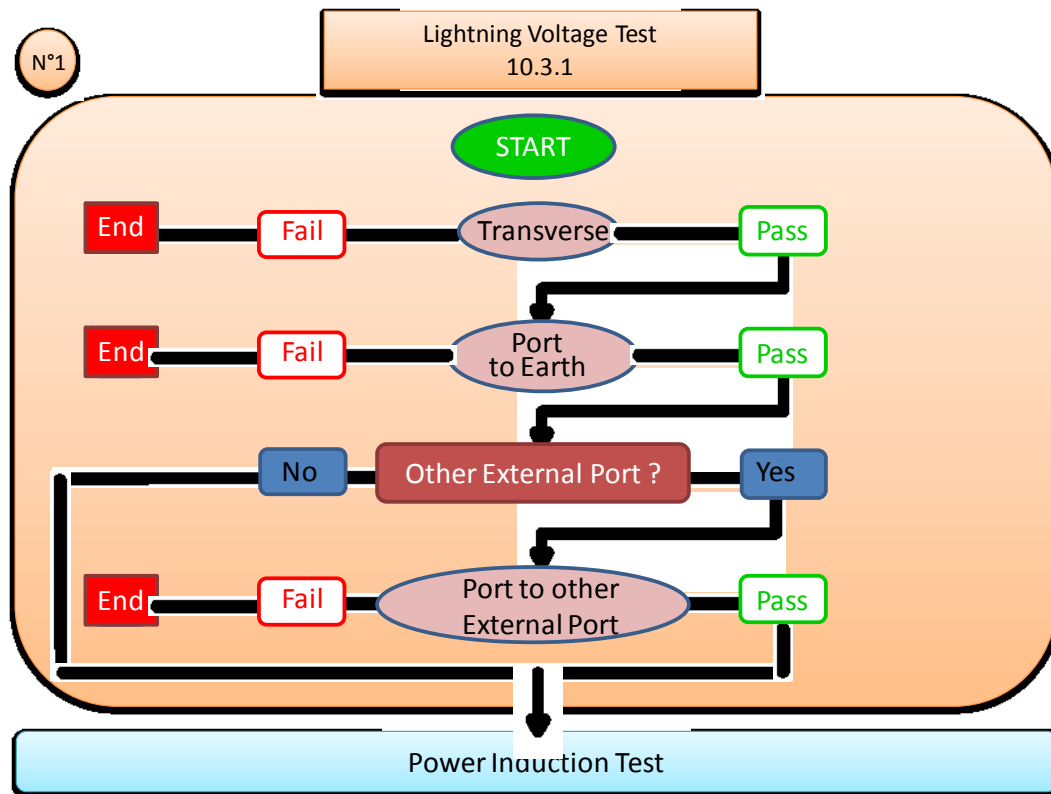 N°1
Lightning Voltage Test
10.3.1
START
End
Fail
Transverse
Pass
End
Fail
Port
to Earth
Pass
No
Other External Port ?
Yes
End
Fail
Port to other
External Port
Pass
Power Induction Test